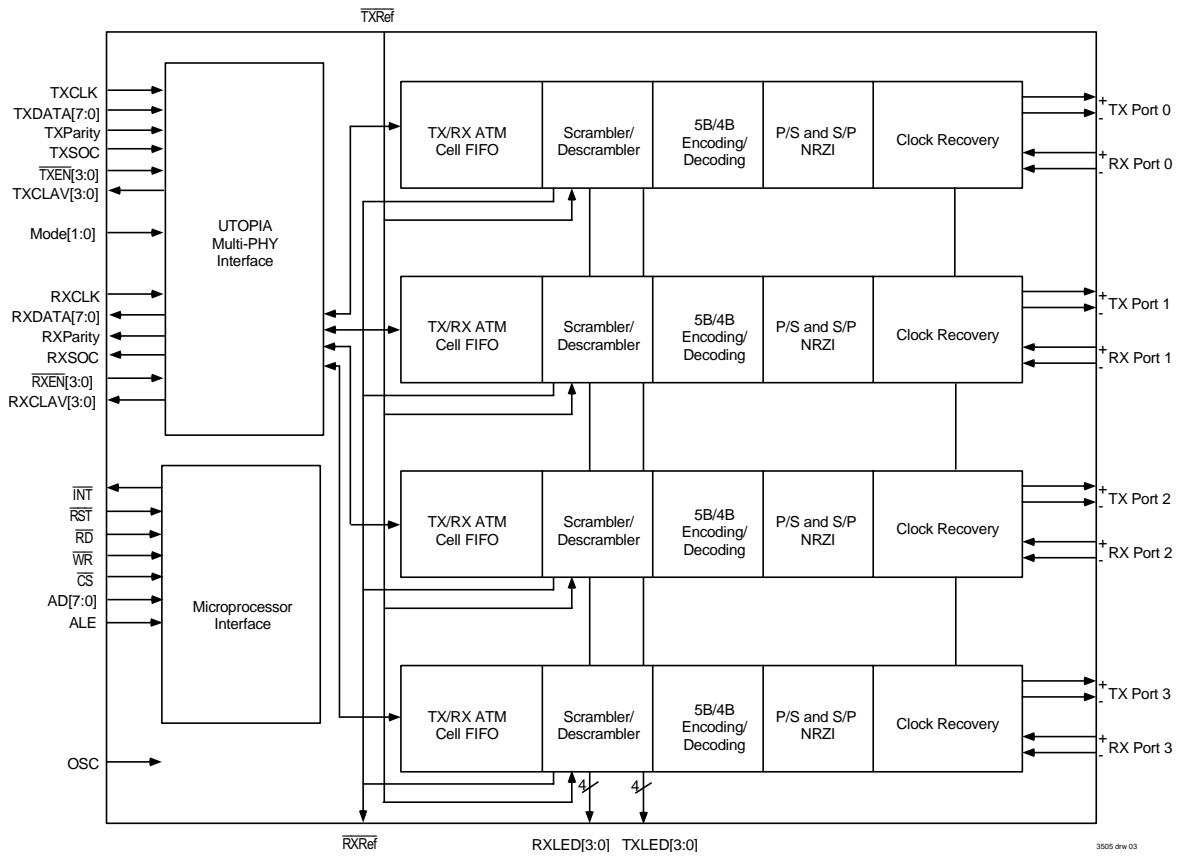 TXRef
TXCLK
TXDATA[7:0]
TXParity
TXSOC
TXEN[3:0]
TXCLAV[3:0]
Mode[1:0]
RXCLK
RXDATA[7:0]
RXParity
RXSOC
RXEN[3:0]
RXCLAV[3:0]
UTOPIA
Multi-PHY
Interface
INT
RST
RD
WR
CS
AD[7:0]
ALE
Microprocessor
Interface
OSC
TX/RX ATM
Cell FIFO
Scrambler/
Descrambler
5B/4B
Encoding/
Decoding
P/S and S/P
NRZI
Clock Recovery
+
-
TX Port 0
+
-
RX Port 0
TX/RX ATM
Cell FIFO
Scrambler/
Descrambler
5B/4B
Encoding/
Decoding
P/S and S/P
NRZI
Clock Recovery
+
-
TX Port 1
+
-
RX Port 1
TX/RX ATM
Cell FIFO
Scrambler/
Descrambler
5B/4B
Encoding/
Decoding
P/S and S/P
NRZI
Clock Recovery
+
-
TX Port 2
+
-
RX Port 2
TX/RX ATM
Cell FIFO
Scrambler/
Descrambler
5B/4B
Encoding/
Decoding
P/S and S/P
NRZI
Clock Recovery
+
-
TX Port 3
+
-
RX Port 3
4
4
RXRef
RXLED[3:0]
TXLED[3:0]
3505 drw 03